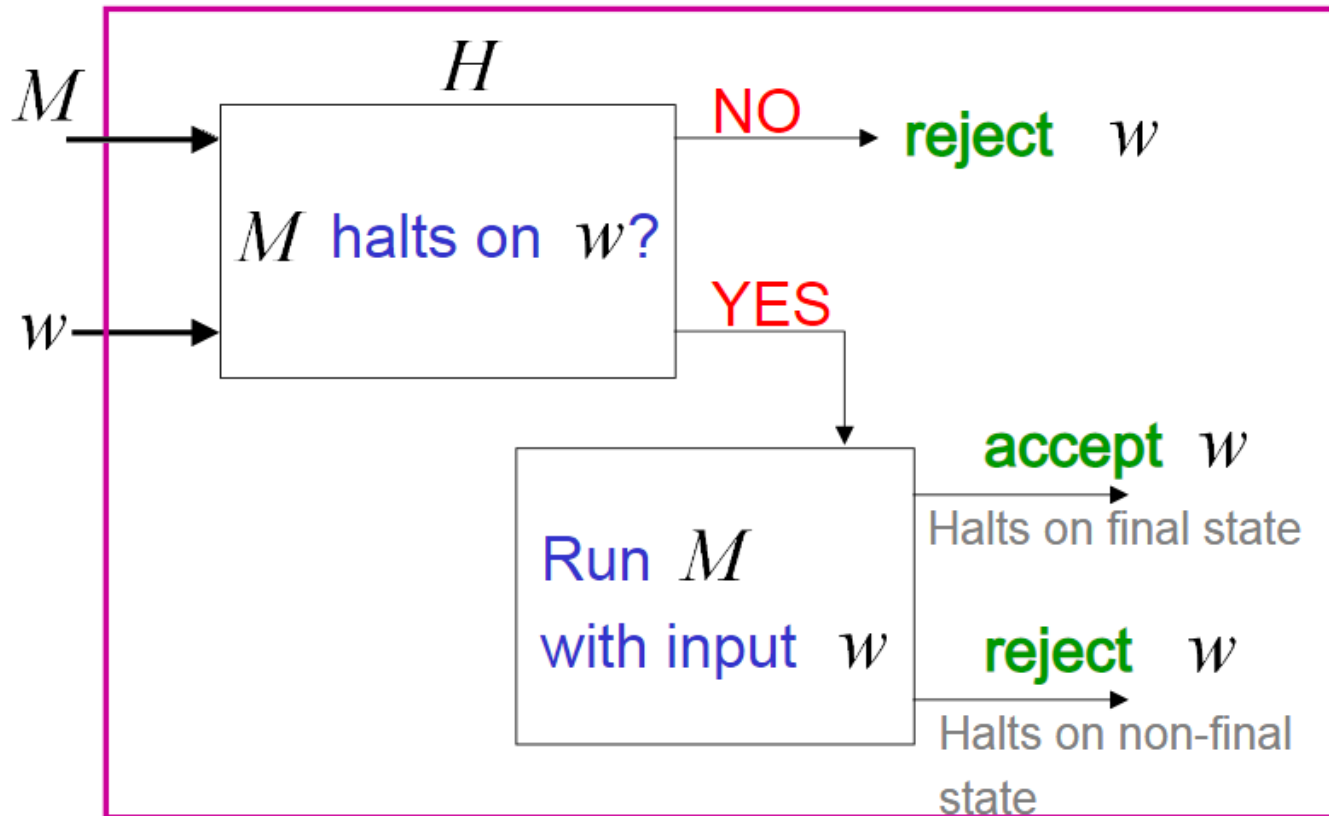 H
M
NO
reject w
M halts on w?
w
YES
accept w
Halts on final state
Run M
with input w
reject w
Halts on non-final
state